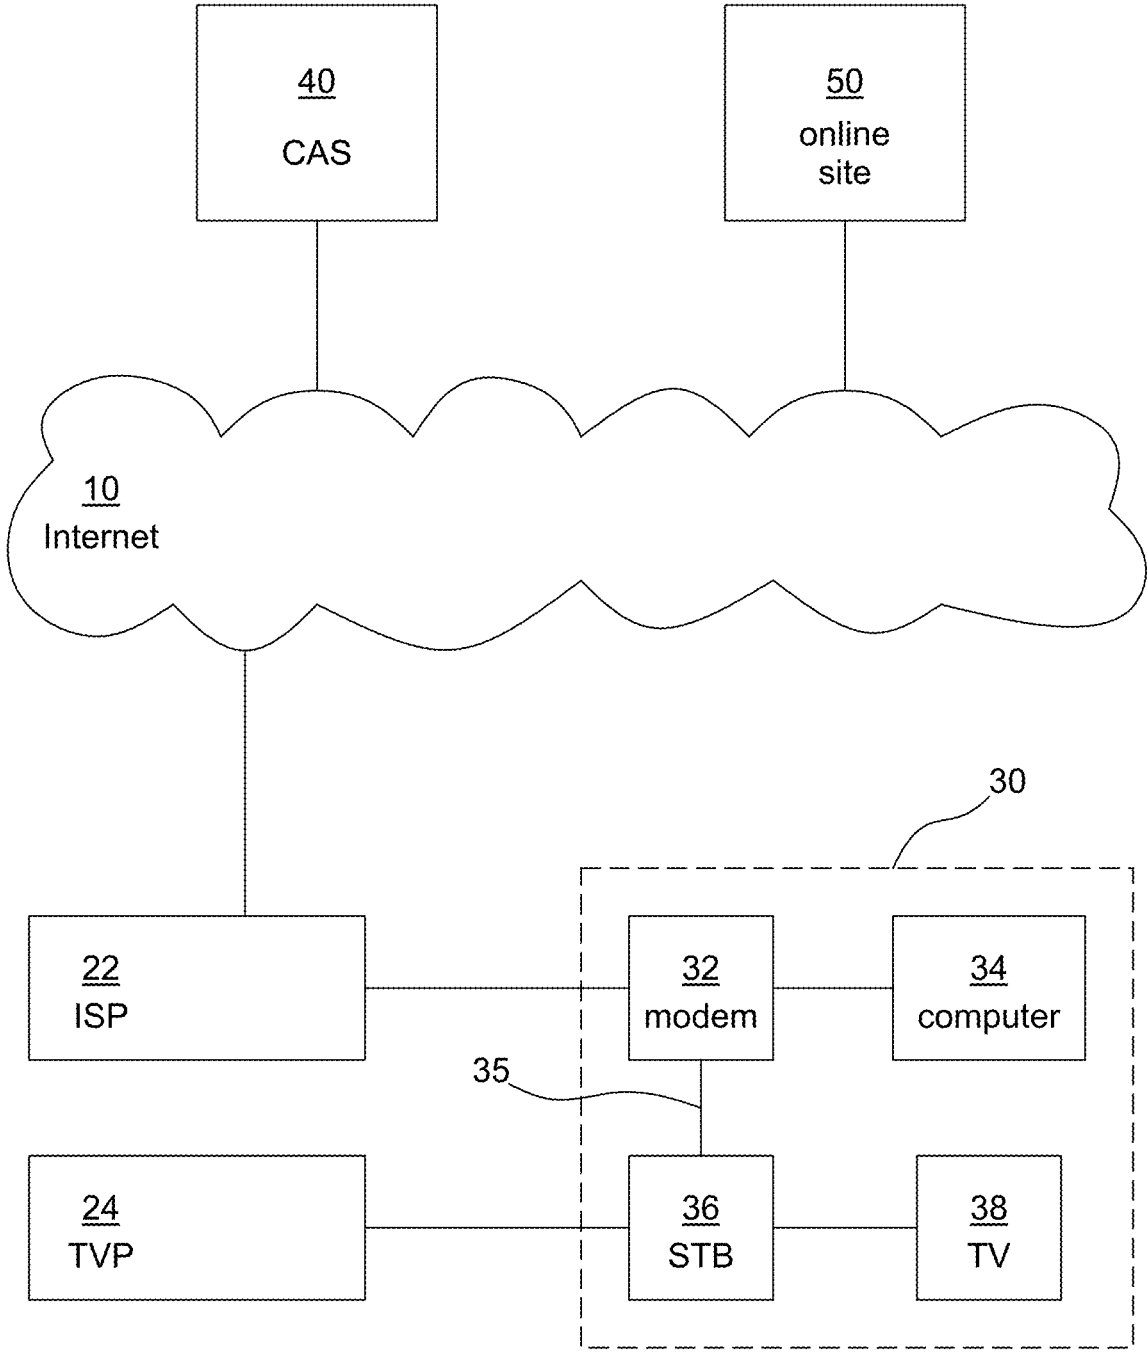 40
CAS
50
online
site
10
Internet
30
22
ISP
32
modem
34
computer
35
24
TVP
36
STB
38
TV